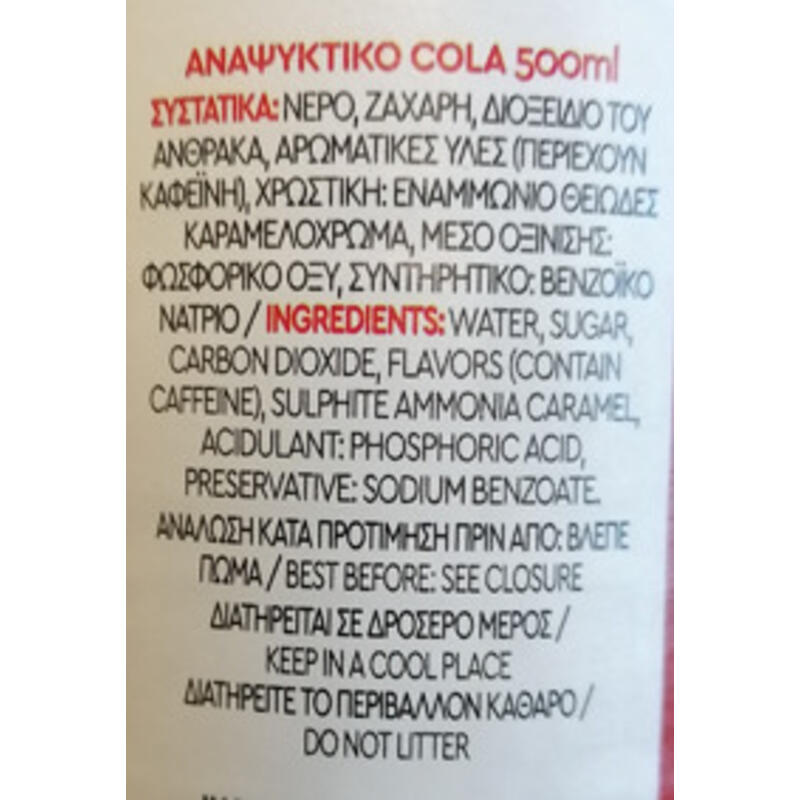 ΑΝΑΨΥΚΤΙΚΟ COLA 500ml
ΣΥΣΤΑΤΙΚΑ: ΝΕΡΟ, ΖΑΧΑΡΗ, ΔΙΟΞΕΙΔΙΟ ΤΟΥ
ΑΝΘΡΑΚΑ, ΑΡΩΜΑΤΙΚΕΣ ΥΛΕΣ (ΠΕΡΙΕΧΟΥΝ
ΚΑΦΕΪΝΗ), ΧΡΩΣΤΙΚΗ: ΕΝΑΜΜΩΝΙΟ ΘΕΙΩΔΕΣ
ΚΑΡΑΜΕΛΟΧΡΩΜΑ, ΜΕΣΟ ΟΞΙΝΙΣΗΣ:
ΦΩΣΦΟΡΙΚΟ ΟΞΥ, ΣΥΝΤΗΡΗΤΙΚΟ: ΒΕΝΖΟΪΚΟ
ΝΑΤΡΙΟ / INGREDIENTS: WATER, SUGAR,
CARBON DIOXIDE, FLAVORS (CONTAIN
CAFFEINE), SULPHITE AMMONIA CARAMEL,
ACIDULANT: PHOSPHORIC ACID,
PRESERVATIVE: SODIUM BENZOATE.
ΑΝΑΛΩΣΗ ΚΑΤΑ ΠΡΟΤΙΜΗΣΗ ΠΡΙΝ ΑΠΟ: ΒΛΕΠΕ
ΠΩΜΑ / BEST BEFORE: SEE CLOSURE
ΔΙΑΤΗΡΕΙΤΑΙ ΣΕ ΔΡΟΣΕΡΟ ΜΕΡΟΣ /
KEEP IN A COOL PLACE
ΔΙΑΤΗΡΕΙΤΕ ΤΟ ΠΕΡΙΒΑΛΛΟΝ ΚΑΘΑΡΟ /
DO NOT LITTER